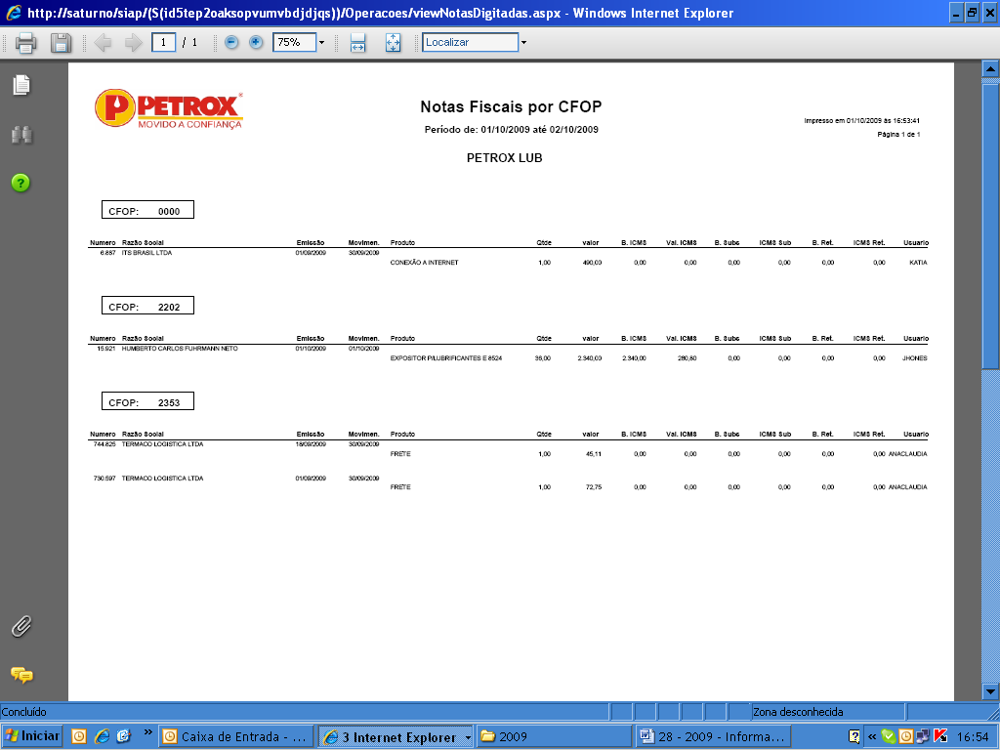 http://saturno/siap/(S(id5tep2oaksopvumvbdjdjqs))/Operacoes/viewNotasDigitadas.aspx - Windows Internet Explorer
1 / 1 75% Localizar
PETROX
MOVIDO A CONFIANÇA
Notas Fiscais por CFOP
Período de: 01/10/2009 até 02/10/2009
Impresso em 01/10/2009 às 16:53:41
Página 1 de 1
PETROX LUB
CFOP: 0000
Numero Razão Social Emissão Movimen. Produto Qtde valor B. ICMS Val. ICMS B. Subs ICMS Sub B. Ret. ICMS Ret. Usuario
6.887 ITS BRASIL LTDA 01/09/2009 30/09/2009
CONEXÃO A INTERNET 1,00 490,00 0,00 0,00 0,00 0,00 0,00 0,00 KATIA
CFOP: 2202
Numero Razão Social Emissão Movimen. Produto Qtde valor B. ICMS Val. ICMS B. Subs ICMS Sub B. Ret. ICMS Ret. Usuario
15.921 HUMBERTO CARLOS FUHRMANN NETO 01/10/2009 01/10/2009
EXPOSITOR P/LUBRIFICANTES E 8524 36,00 2.340,00 2.340,00 280,80 0,00 0,00 0,00 0,00 JHONES
CFOP: 2353
Numero Razão Social Emissão Movimen. Produto Qtde valor B. ICMS Val. ICMS B. Subs ICMS Sub B. Ret. ICMS Ret. Usuario
744.825 TERMACO LOGISTICA LTDA 18/09/2009 30/09/2009
FRETE 1,00 45,11 0,00 0,00 0,00 0,00 0,00 0,00 ANACLAUDIA
730.597 TERMACO LOGISTICA LTDA 01/09/2009 30/09/2009
FRETE 1,00 72,75 0,00 0,00 0,00 0,00 0,00 0,00 ANACLAUDIA
Concluído Zona desconhecida
Iniciar Caixa de Entrada - ... 3 Internet Explorer 2009 28 - 2009 - Informa... 16:54